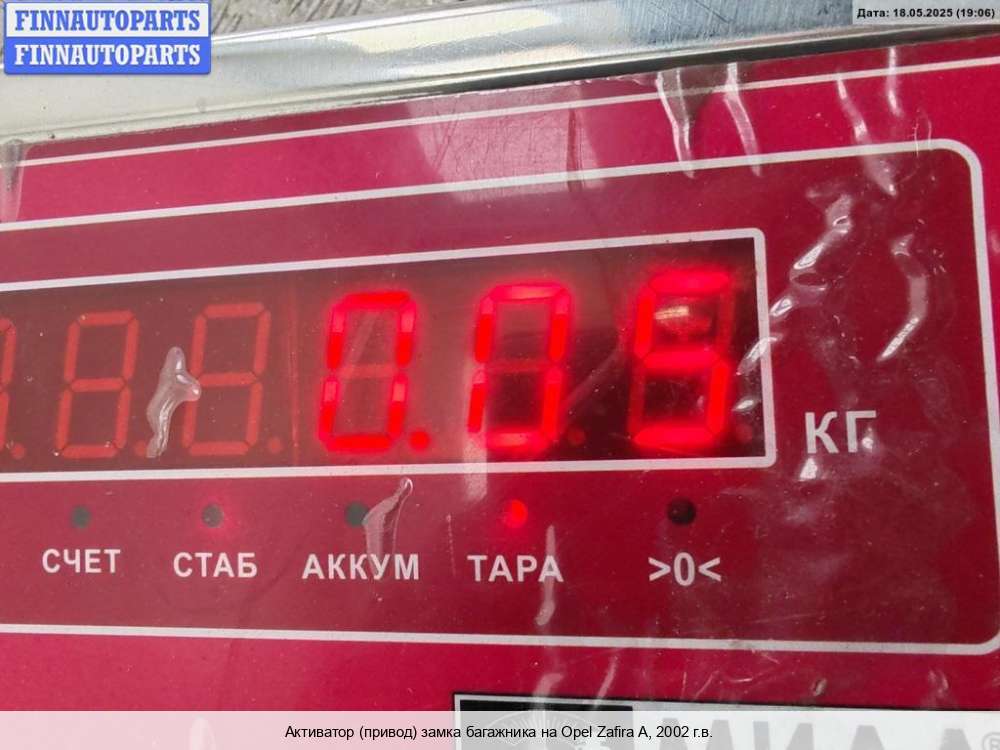 FINNAUTOPARTS
FINNAUTOPARTS
Дата: 18.05.2025 (19:06)
0.05
КГ
СЧЕТ СТАБ АККУМ ТАРА >0<
Активатор (привод) замка багажника на Opel Zafira A, 2002 г.в.